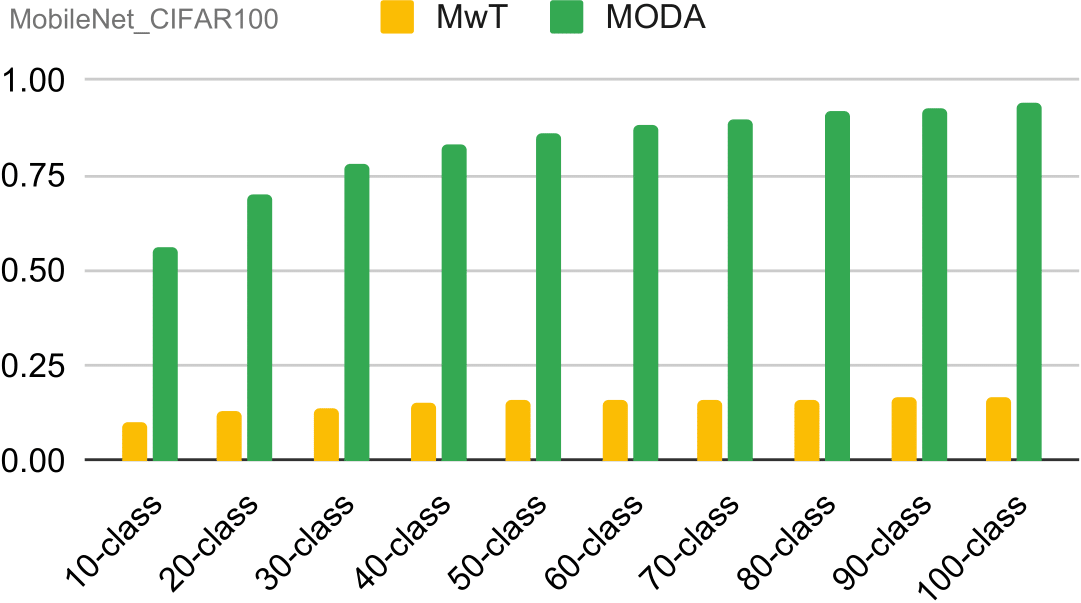 MobileNet_CIFAR100
MwT
MODA
1.00
0.75
0.50
0.25
0.00
10-class
20-class
30-class
40-class
50-class
60-class
70-class
80-class
90-class
100-class